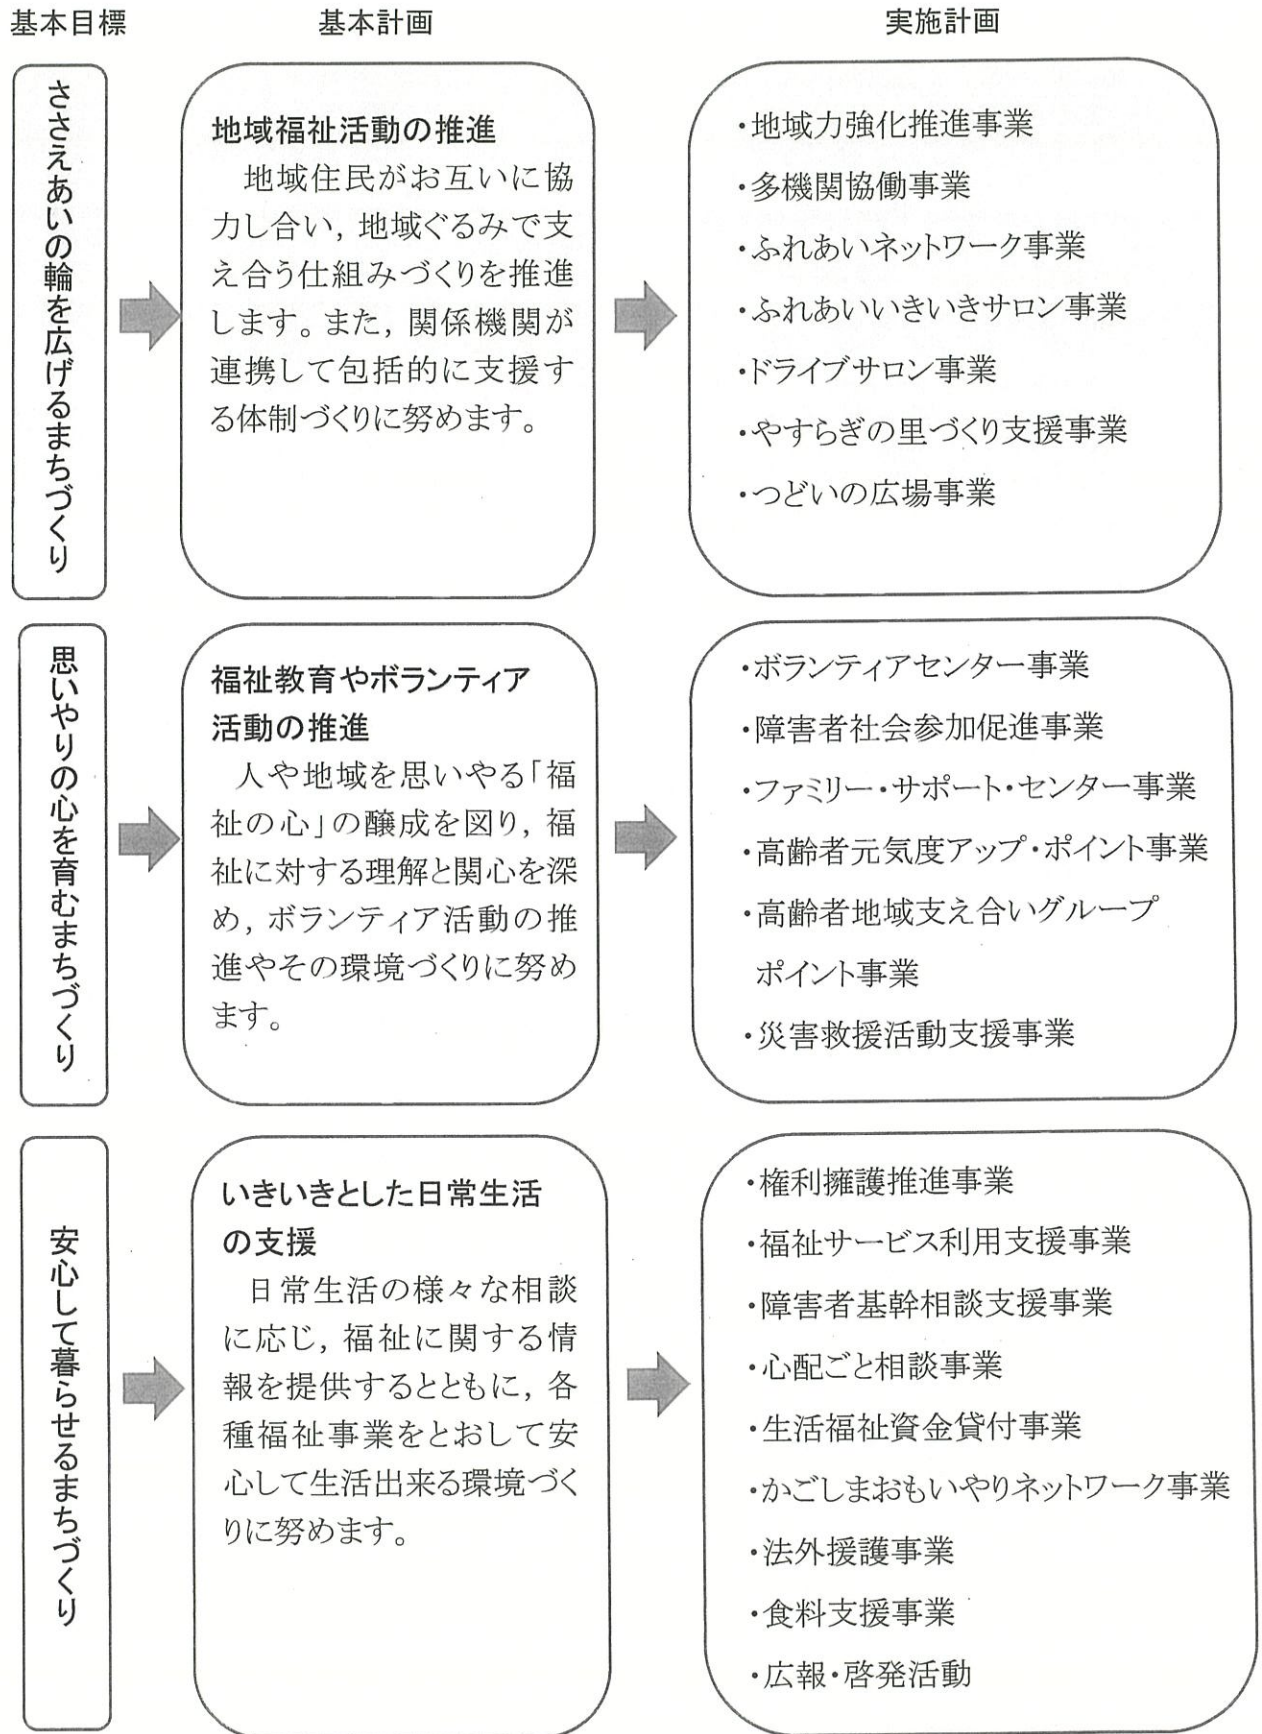 基本目標
基本計画
実施計画
ささえあいの輪を広げるまちづくり
地域福祉活動の推進
地域住民がお互いに協
力し合い，地域ぐるみで支
え合う仕組みづくりを推進
します。また，関係機関が
連携して包括的に支援す
る体制づくりに努めます。
・地域力強化推進事業
・多機関協働事業
・ふれあいネットワーク事業
・ふれあいいきいきサロン事業
・ドライブサロン事業
・やすらぎの里づくり支援事業
・つどいの広場事業
思いやりの心を育むまちづくり
福祉教育やボランティア
活動の推進
人や地域を思いやる「福
祉の心」の醸成を図り，福
祉に対する理解と関心を深
め，ボランティア活動の推
進やその環境づくりに努め
ます。
・ボランティアセンター事業
・障害者社会参加促進事業
・ファミリー・サポート・センター事業
・高齢者元気度アップ・ポイント事業
・高齢者地域支え合いグループ
ポイント事業
・災害救援活動支援事業
安心して暮らせるまちづくり
いきいきとした日常生活
の支援
日常生活の様々な相談
に応じ，福祉に関する情
報を提供するとともに，各
種福祉事業をとおして安
心して生活出来る環境づく
りに努めます。
・権利擁護推進事業
・福祉サービス利用支援事業
・障害者基幹相談支援事業
・心配ごと相談事業
・生活福祉資金貸付事業
・かごしまおもいやりネットワーク事業
・法外援護事業
・食料支援事業
・広報・啓発活動